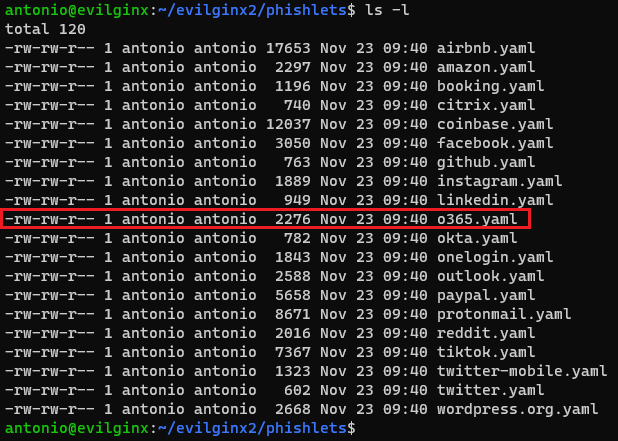 antonio@evilginx:~/evilginx2/phishlets$ ls -l
total 120
-rw-rw-r-- 1 antonio antonio 17653 Nov 23 09:40 airbnb.yaml
-rw-rw-r-- 1 antonio antonio  2297 Nov 23 09:40 amazon.yaml
-rw-rw-r-- 1 antonio antonio  1196 Nov 23 09:40 booking.yaml
-rw-rw-r-- 1 antonio antonio   740 Nov 23 09:40 citrix.yaml
-rw-rw-r-- 1 antonio antonio 12037 Nov 23 09:40 coinbase.yaml
-rw-rw-r-- 1 antonio antonio  3050 Nov 23 09:40 facebook.yaml
-rw-rw-r-- 1 antonio antonio   763 Nov 23 09:40 github.yaml
-rw-rw-r-- 1 antonio antonio  1889 Nov 23 09:40 instagram.yaml
-rw-rw-r-- 1 antonio antonio   949 Nov 23 09:40 linkedin.yaml
-rw-rw-r-- 1 antonio antonio  2276 Nov 23 09:40 o365.yaml
-rw-rw-r-- 1 antonio antonio   782 Nov 23 09:40 okta.yaml
-rw-rw-r-- 1 antonio antonio  1843 Nov 23 09:40 onelogin.yaml
-rw-rw-r-- 1 antonio antonio  2588 Nov 23 09:40 outlook.yaml
-rw-rw-r-- 1 antonio antonio  5658 Nov 23 09:40 paypal.yaml
-rw-rw-r-- 1 antonio antonio  8671 Nov 23 09:40 protonmail.yaml
-rw-rw-r-- 1 antonio antonio  2016 Nov 23 09:40 reddit.yaml
-rw-rw-r-- 1 antonio antonio  7367 Nov 23 09:40 tiktok.yaml
-rw-rw-r-- 1 antonio antonio  1323 Nov 23 09:40 twitter-mobile.yaml
-rw-rw-r-- 1 antonio antonio   602 Nov 23 09:40 twitter.yaml
-rw-rw-r-- 1 antonio antonio  2668 Nov 23 09:40 wordpress.org.yaml
antonio@evilginx:~/evilginx2/phishlets$